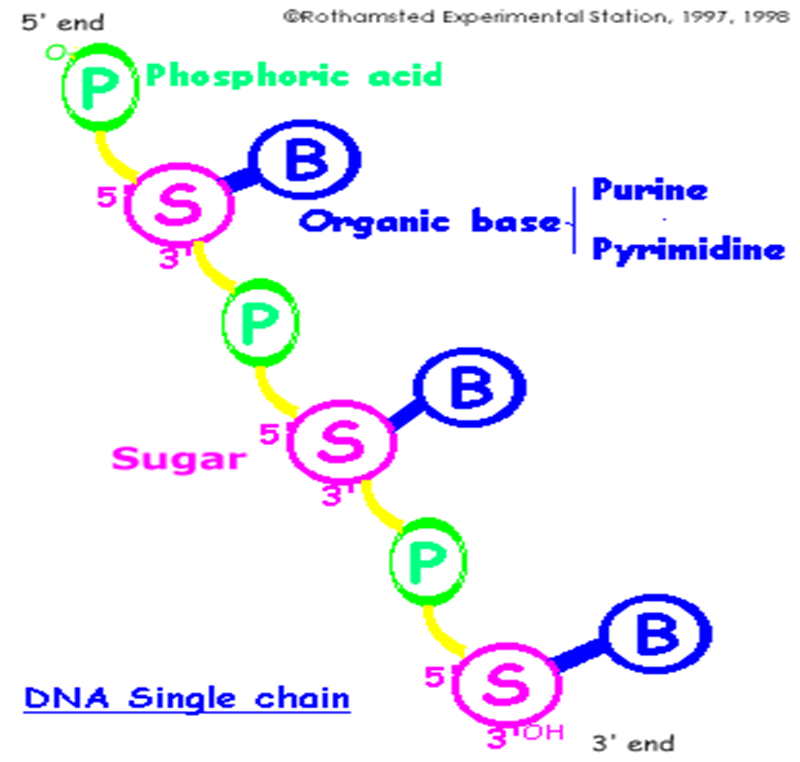 5' end
©Rothamsted Experimental Station, 1997, 1998
O
P
Phosphoric acid
B
5'
S
3'
Organic base
Purine
Pyrimidine
P
B
5'
S
3'
Sugar
P
B
5'
S
3'
OH
3' end
DNA Single chain